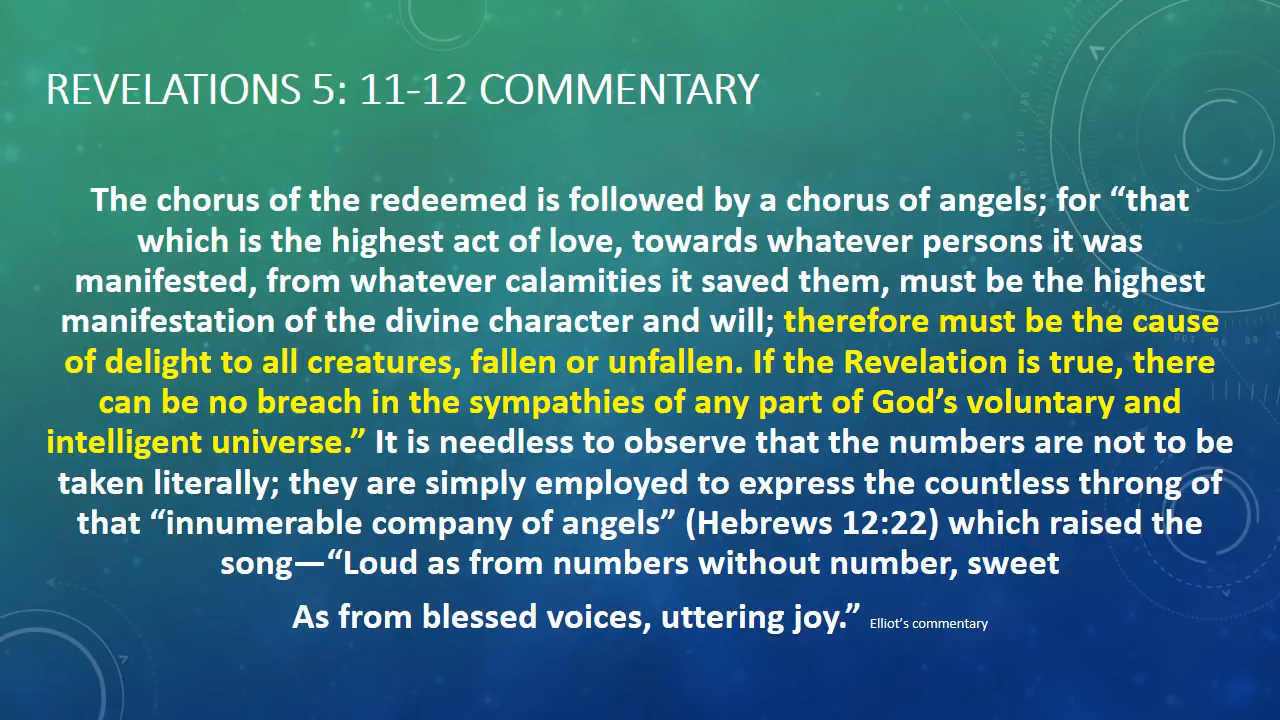 REVELATIONS 5: 11-12 COMMENTARY
The chorus of the redeemed is followed by a chorus of angels; for “that
which is the highest act of love, towards whatever persons it was
manifested, from whatever calamities it saved them, must be the highest
manifestation of the divine character and will; therefore must be the cause
of delight to all creatures, fallen or unfallen. If the Revelation is true, there
can be no breach in the sympathies of any part of God’s voluntary and
intelligent universe.” It is needless to observe that the numbers are not to be
taken literally; they are simply employed to express the countless throng of
that “innumerable company of angels” (Hebrews 12:22) which raised the
song—“Loud as from numbers without number, sweet
As from blessed voices, uttering joy.” Elliot’s commentary